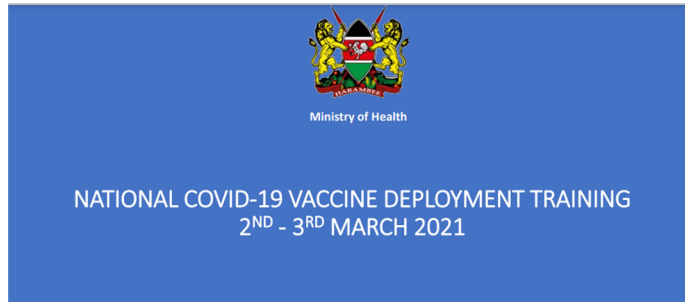 HARAMBEE
Ministry of Health
NATIONAL COVID-19 VACCINE DEPLOYMENT TRAINING
2ND - 3RD MARCH 2021